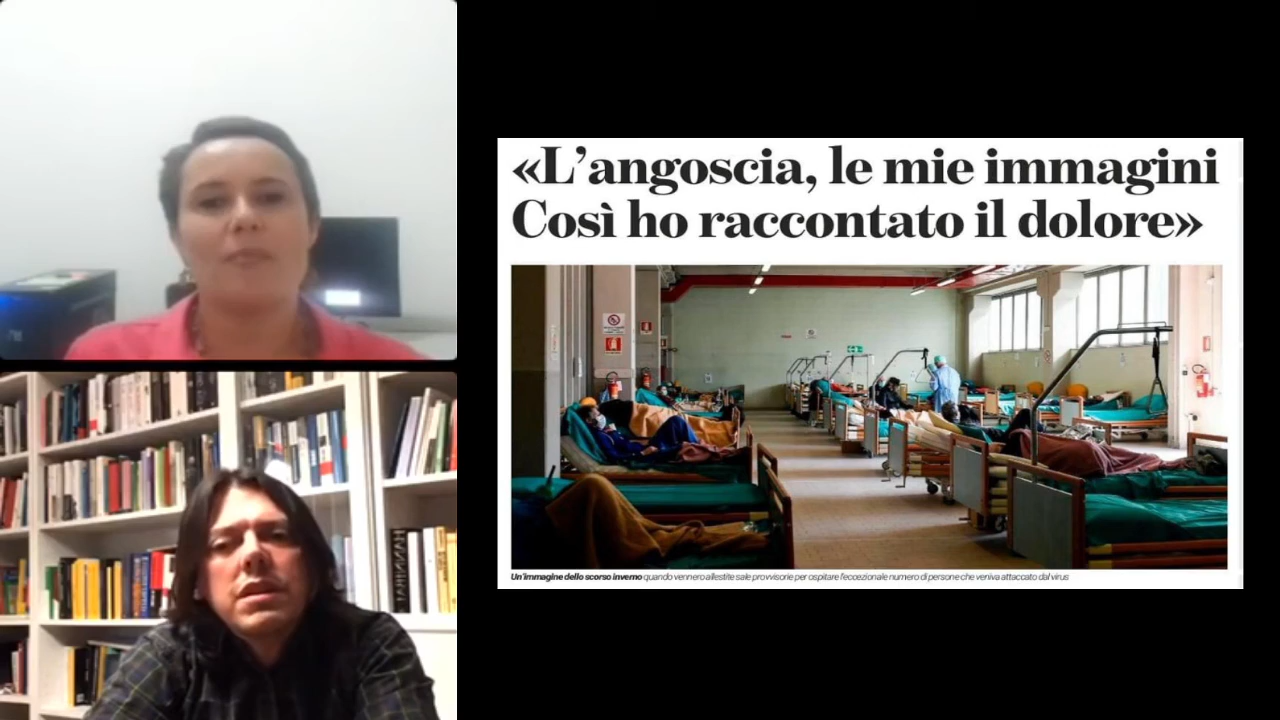 «L’angoscia, le mie immagini
Così ho raccontato il dolore»
Un’immagine dello scorso inverno quando vennero allestite sale provvisorie per ospitare l’eccezionale numero di persone che veniva attaccato dal virus